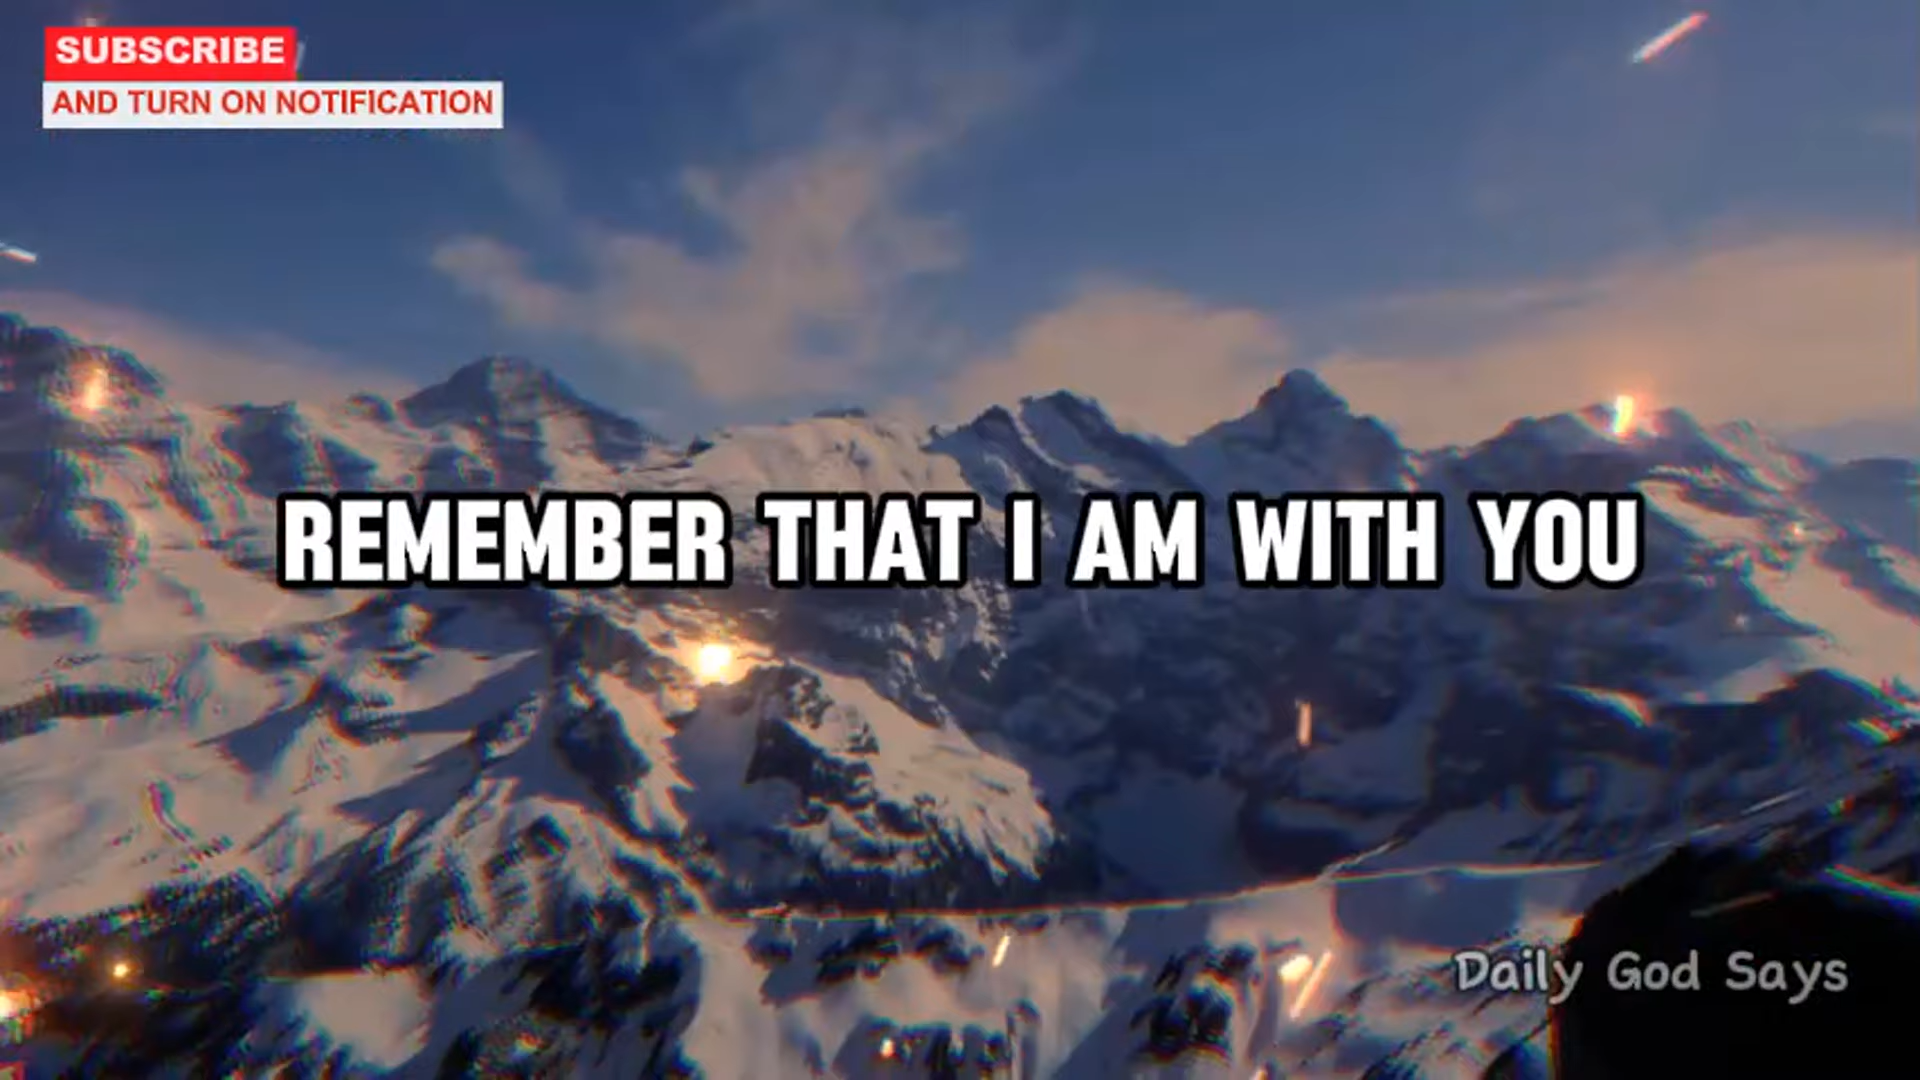 SUBSCRIBE
AND TURN ON NOTIFICATION
REMEMBER THAT I AM WITH YOU
Daily God Says